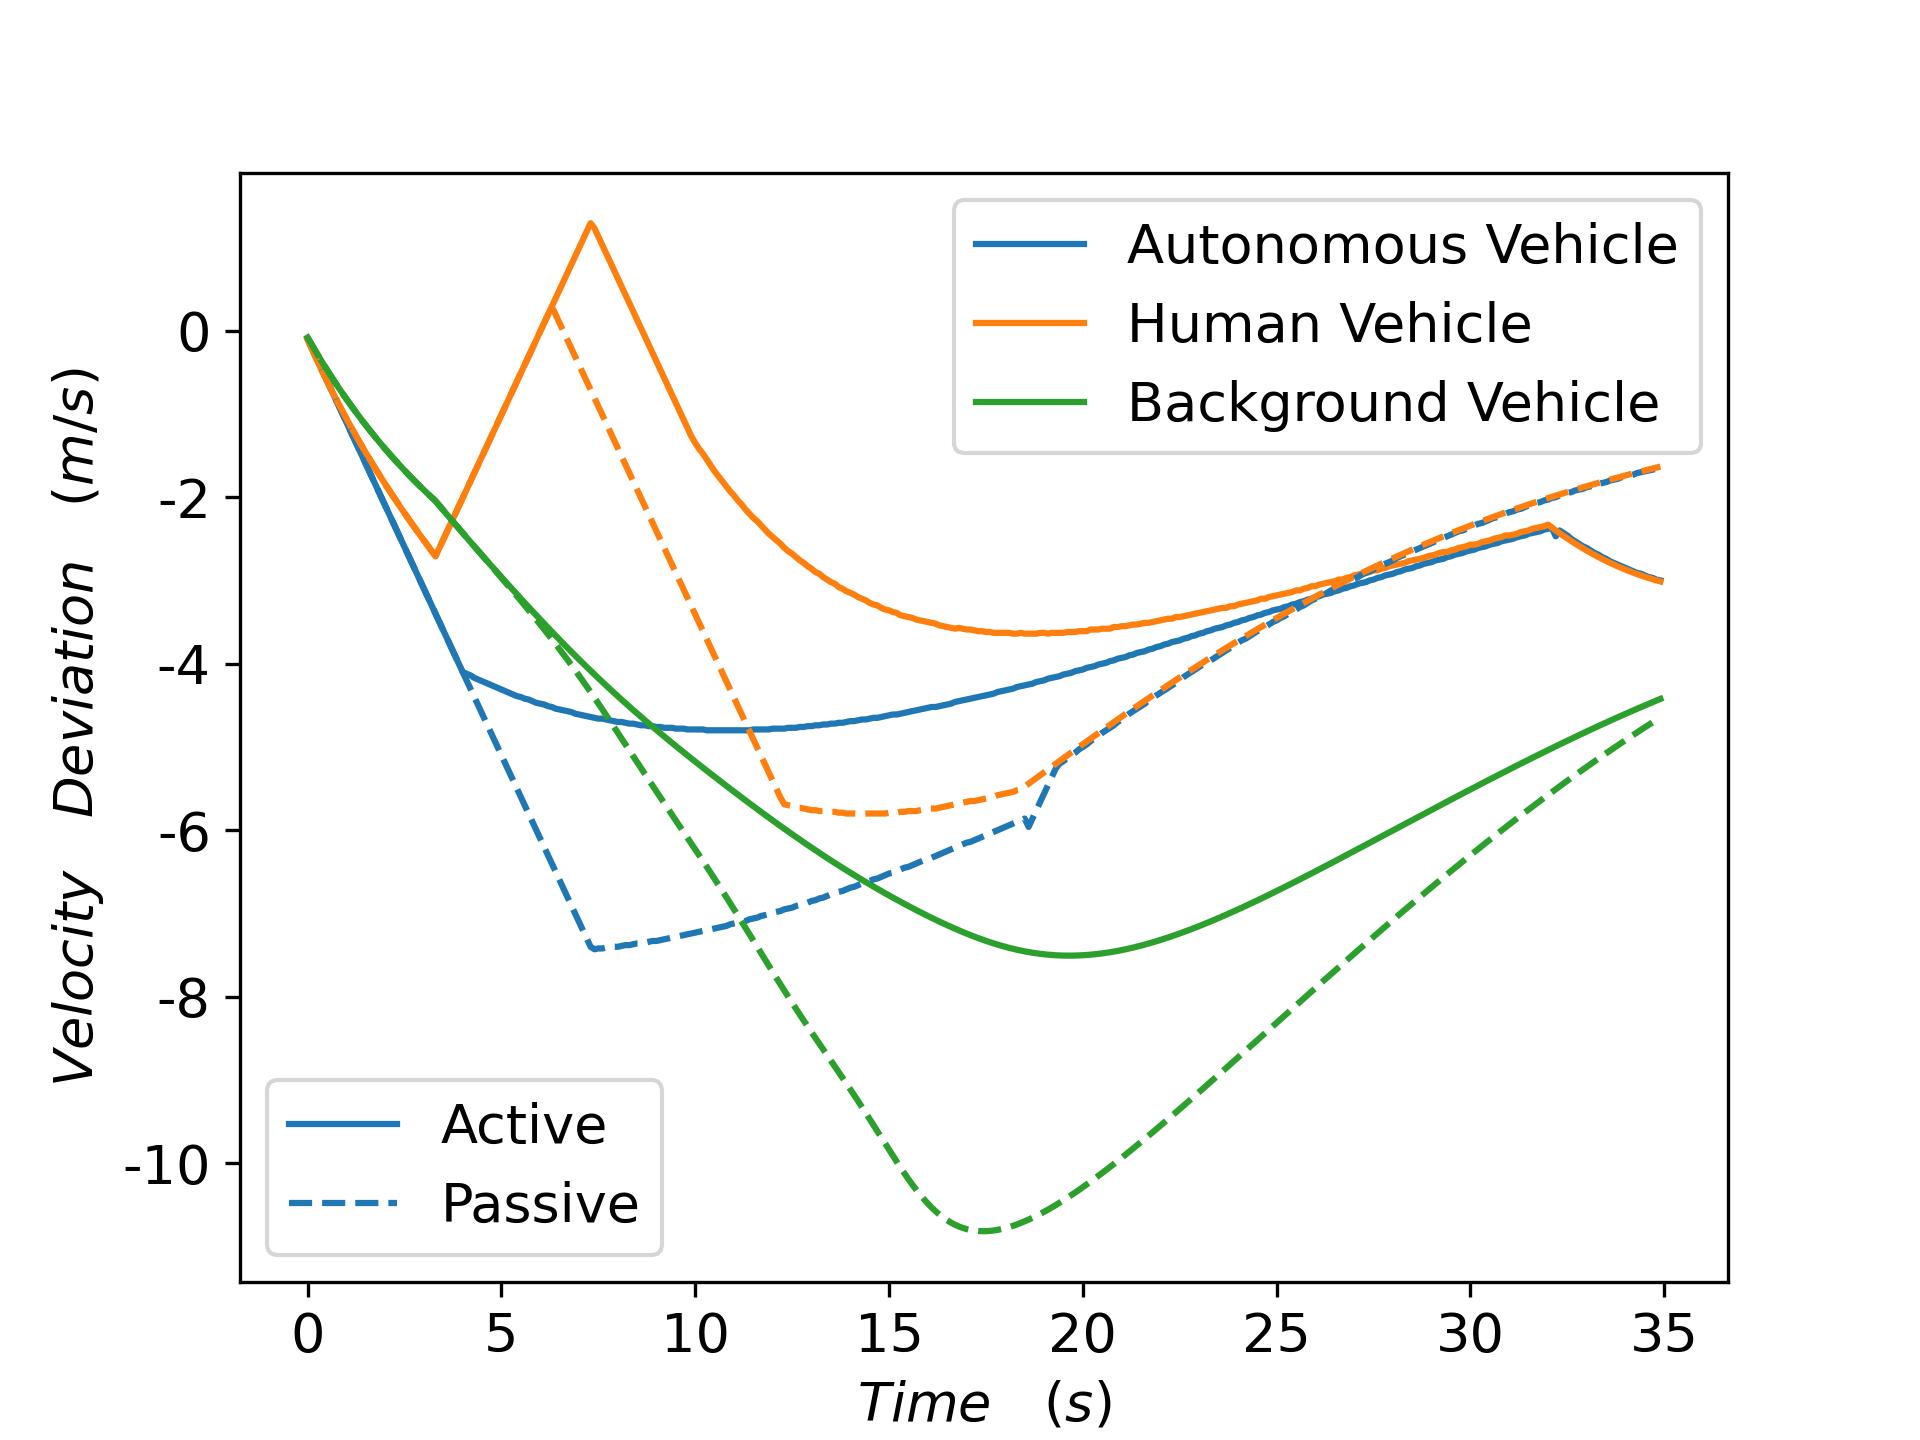 Autonomous Vehicle
Human Vehicle
Background Vehicle
Active
Passive
Velocity Deviation (m/s)
0
-2
-4
-6
-8
-10
0 5 10 15 20 25 30 35
Time (s)